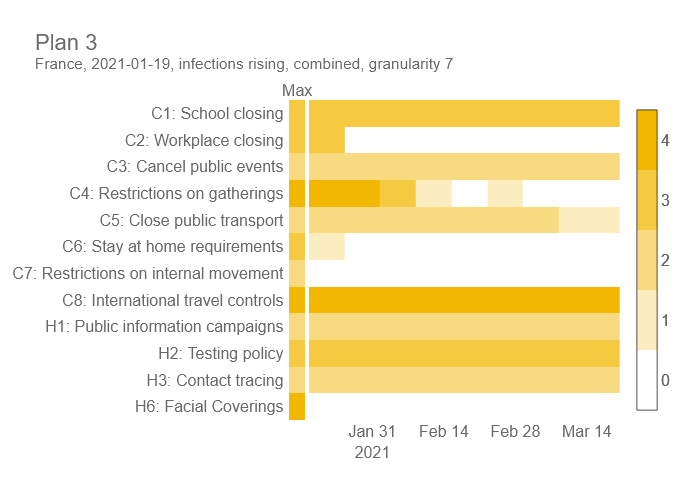 Plan 3
France, 2021-01-19, infections rising, combined, granularity 7
Max
C1: School closing
C2: Workplace closing
C3: Cancel public events
C4: Restrictions on gatherings
C5: Close public transport
C6: Stay at home requirements
C7: Restrictions on internal movement
C8: International travel controls
H1: Public information campaigns
H2: Testing policy
H3: Contact tracing
H6: Facial Coverings
Jan 31 Feb 14 Feb 28 Mar 14
2021
4
3
2
1
0